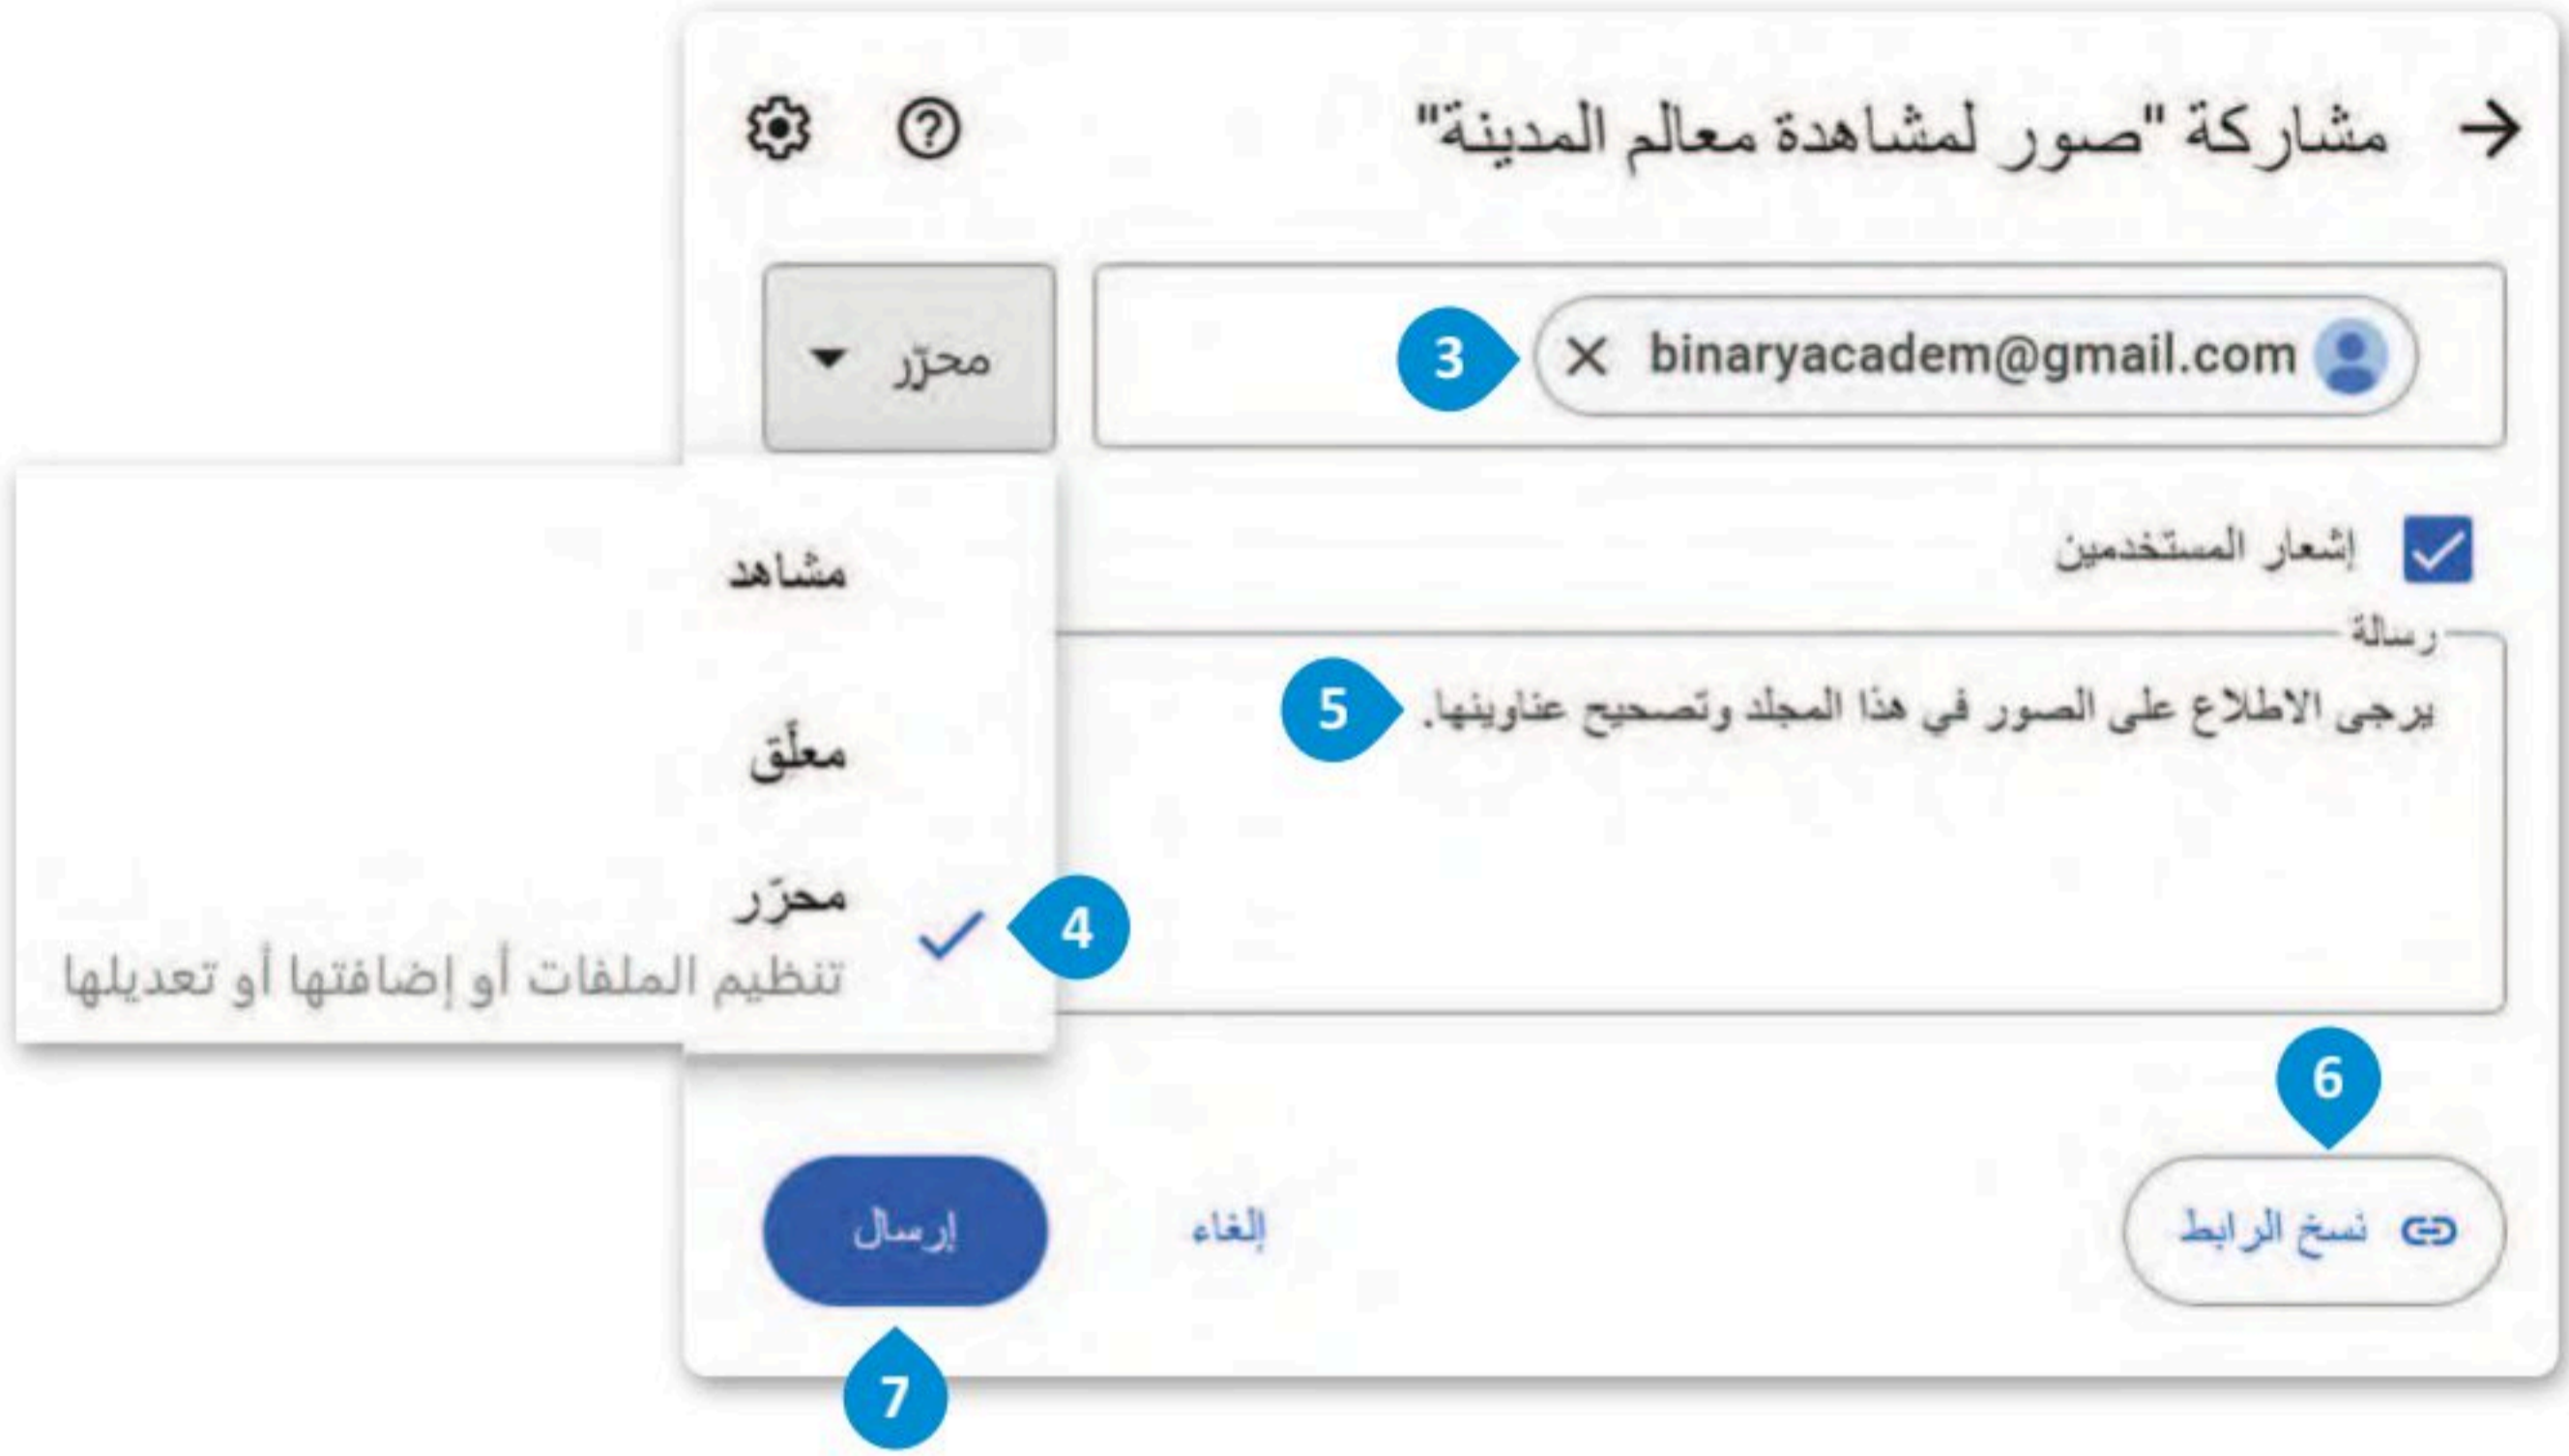 مشاركة "صور لمشاهدة معالم المدينة"
binaryacadem@gmail.com
3
محرّر
إشعار المستخدمين
رسالة
يرجى الاطلاع على الصور في هذا المجلد وتصحيح عناوينها.
5
مشاهد
معلّق
محرّر
تنظيم الملفات أو إضافتها أو تعديلها
4
6
نسخ الرابط
إلغاء
إرسال
7